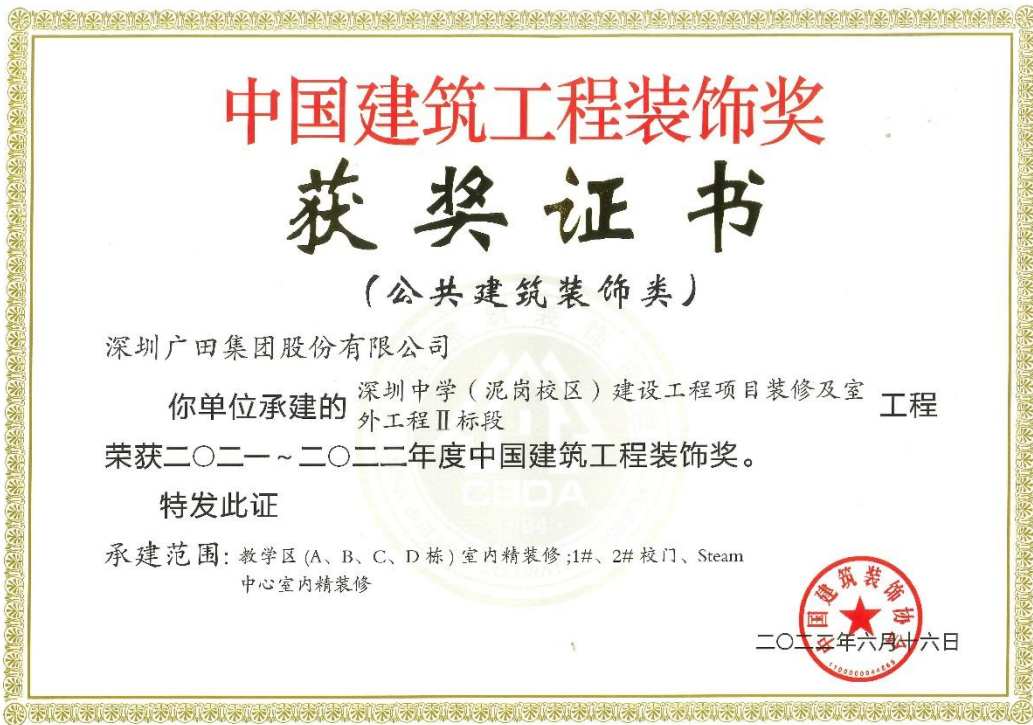 中国建筑工程装饰奖
获奖证书
（公共建筑装饰类）
深圳广田集团股份有限公司
你单位承建的 深圳中学（泥岗校区）建设工程项目装修及室外工程Ⅱ标段 工程
荣获二〇二一~二〇二二年度中国建筑工程装饰奖。
特发此证
承建范围: 教学区 (A、B、C、D 栋) 室内精装修 ;1#、2# 校门、Steam
中心室内精装修
中国建筑装饰协会
二〇二二年六月十六日
CBDA